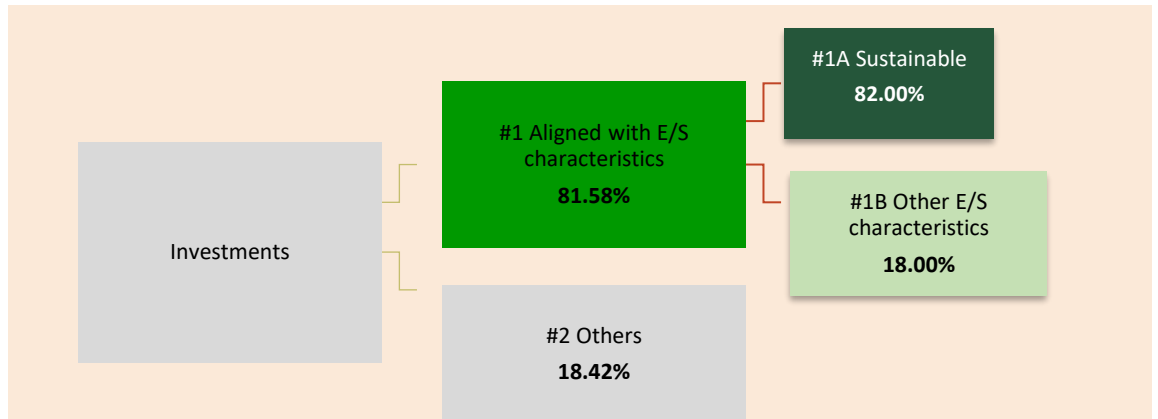 Investments
#1 Aligned with E/S
characteristics
81.58%
#2 Others
18.42%
#1A Sustainable
82.00%
#1B Other E/S
characteristics
18.00%